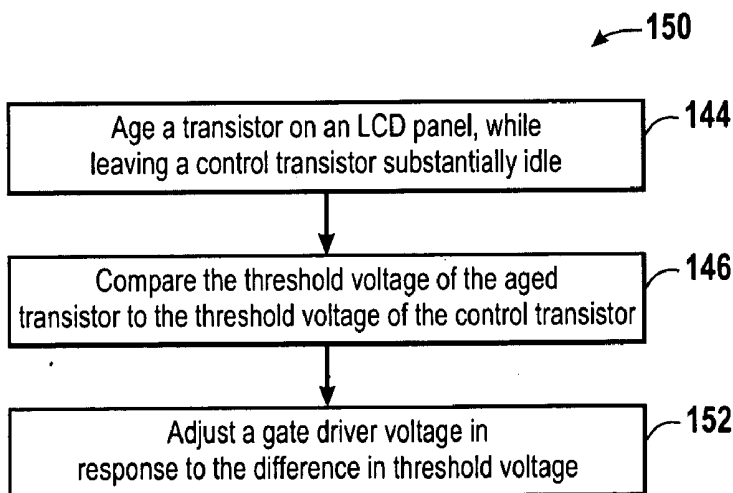 150
Age a transistor on an LCD panel, while
leaving a control transistor substantially idle
144
Compare the threshold voltage of the aged
transistor to the threshold voltage of the control transistor
146
Adjust a gate driver voltage in
response to the difference in threshold voltage
152